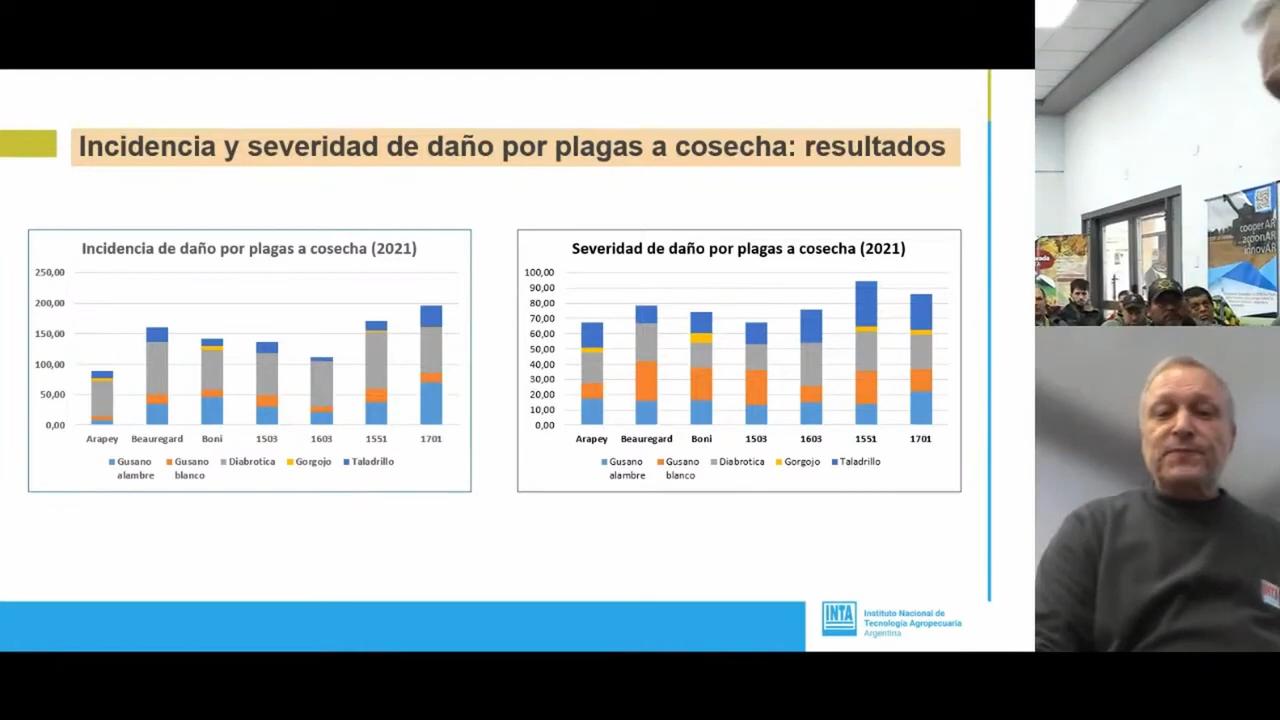 Incidencia y severidad de daño por plagas a cosecha: resultados
Incidencia de daño por plagas a cosecha (2021)
250,00
200,00
150,00
100,00
50,00
0,00
Arapey Beauregard Boni 1503 1603 1551 1701
Gusano alambre Gusano blanco Diabrotica Gorgojo Taladrillo
Severidad de daño por plagas a cosecha (2021)
100,00
90,00
80,00
70,00
60,00
50,00
40,00
30,00
20,00
10,00
0,00
Arapey Beauregard Boni 1503 1603 1551 1701
Gusano alambre Gusano blanco Diabrotica Gorgojo Taladrillo
INTA
Instituto Nacional de
Tecnología Agropecuaria
Argentina
cooperAR
accionAR
innovAR
INTA